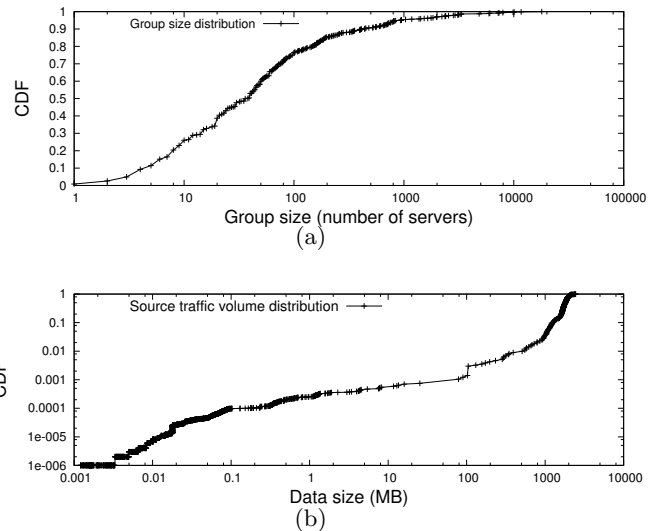 1
0.9
0.8
0.7
0.6
0.5
0.4
0.3
0.2
0.1
0
CDF
Group size distribution
1 10 100 1000 10000 100000
Group size (number of servers)
(a)
1
0.1
0.01
0.001
0.0001
1e-005
1e-006
CDF
Source traffic volume distribution
0.001 0.01 0.1 1 10 100 1000 10000
Data size (MB)
(b)